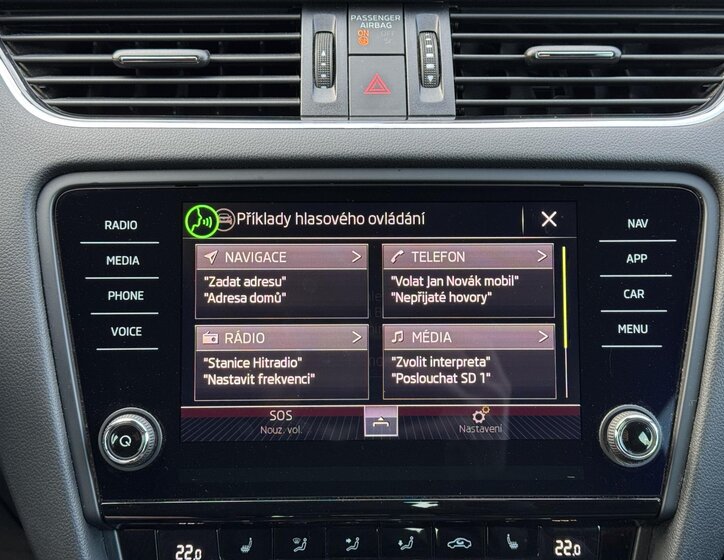 PASSENGER
AIRBAG
ON OFF
RADIO
MEDIA
PHONE
VOICE
Příklady hlasového ovládání
NAVIGACE
"Zadat adresu"
"Adresa domů"
TELEFON
"Volat Jan Novák mobil"
"Nepřijaté hovory"
RÁDIO
"Stanice Hitradio"
"Nastavit frekvenci"
MÉDIA
"Zvolit interpreta"
"Poslouchat SD 1"
SOS
Nouz. vol.
Nastavení
NAV
APP
CAR
MENU
22.0
22.0